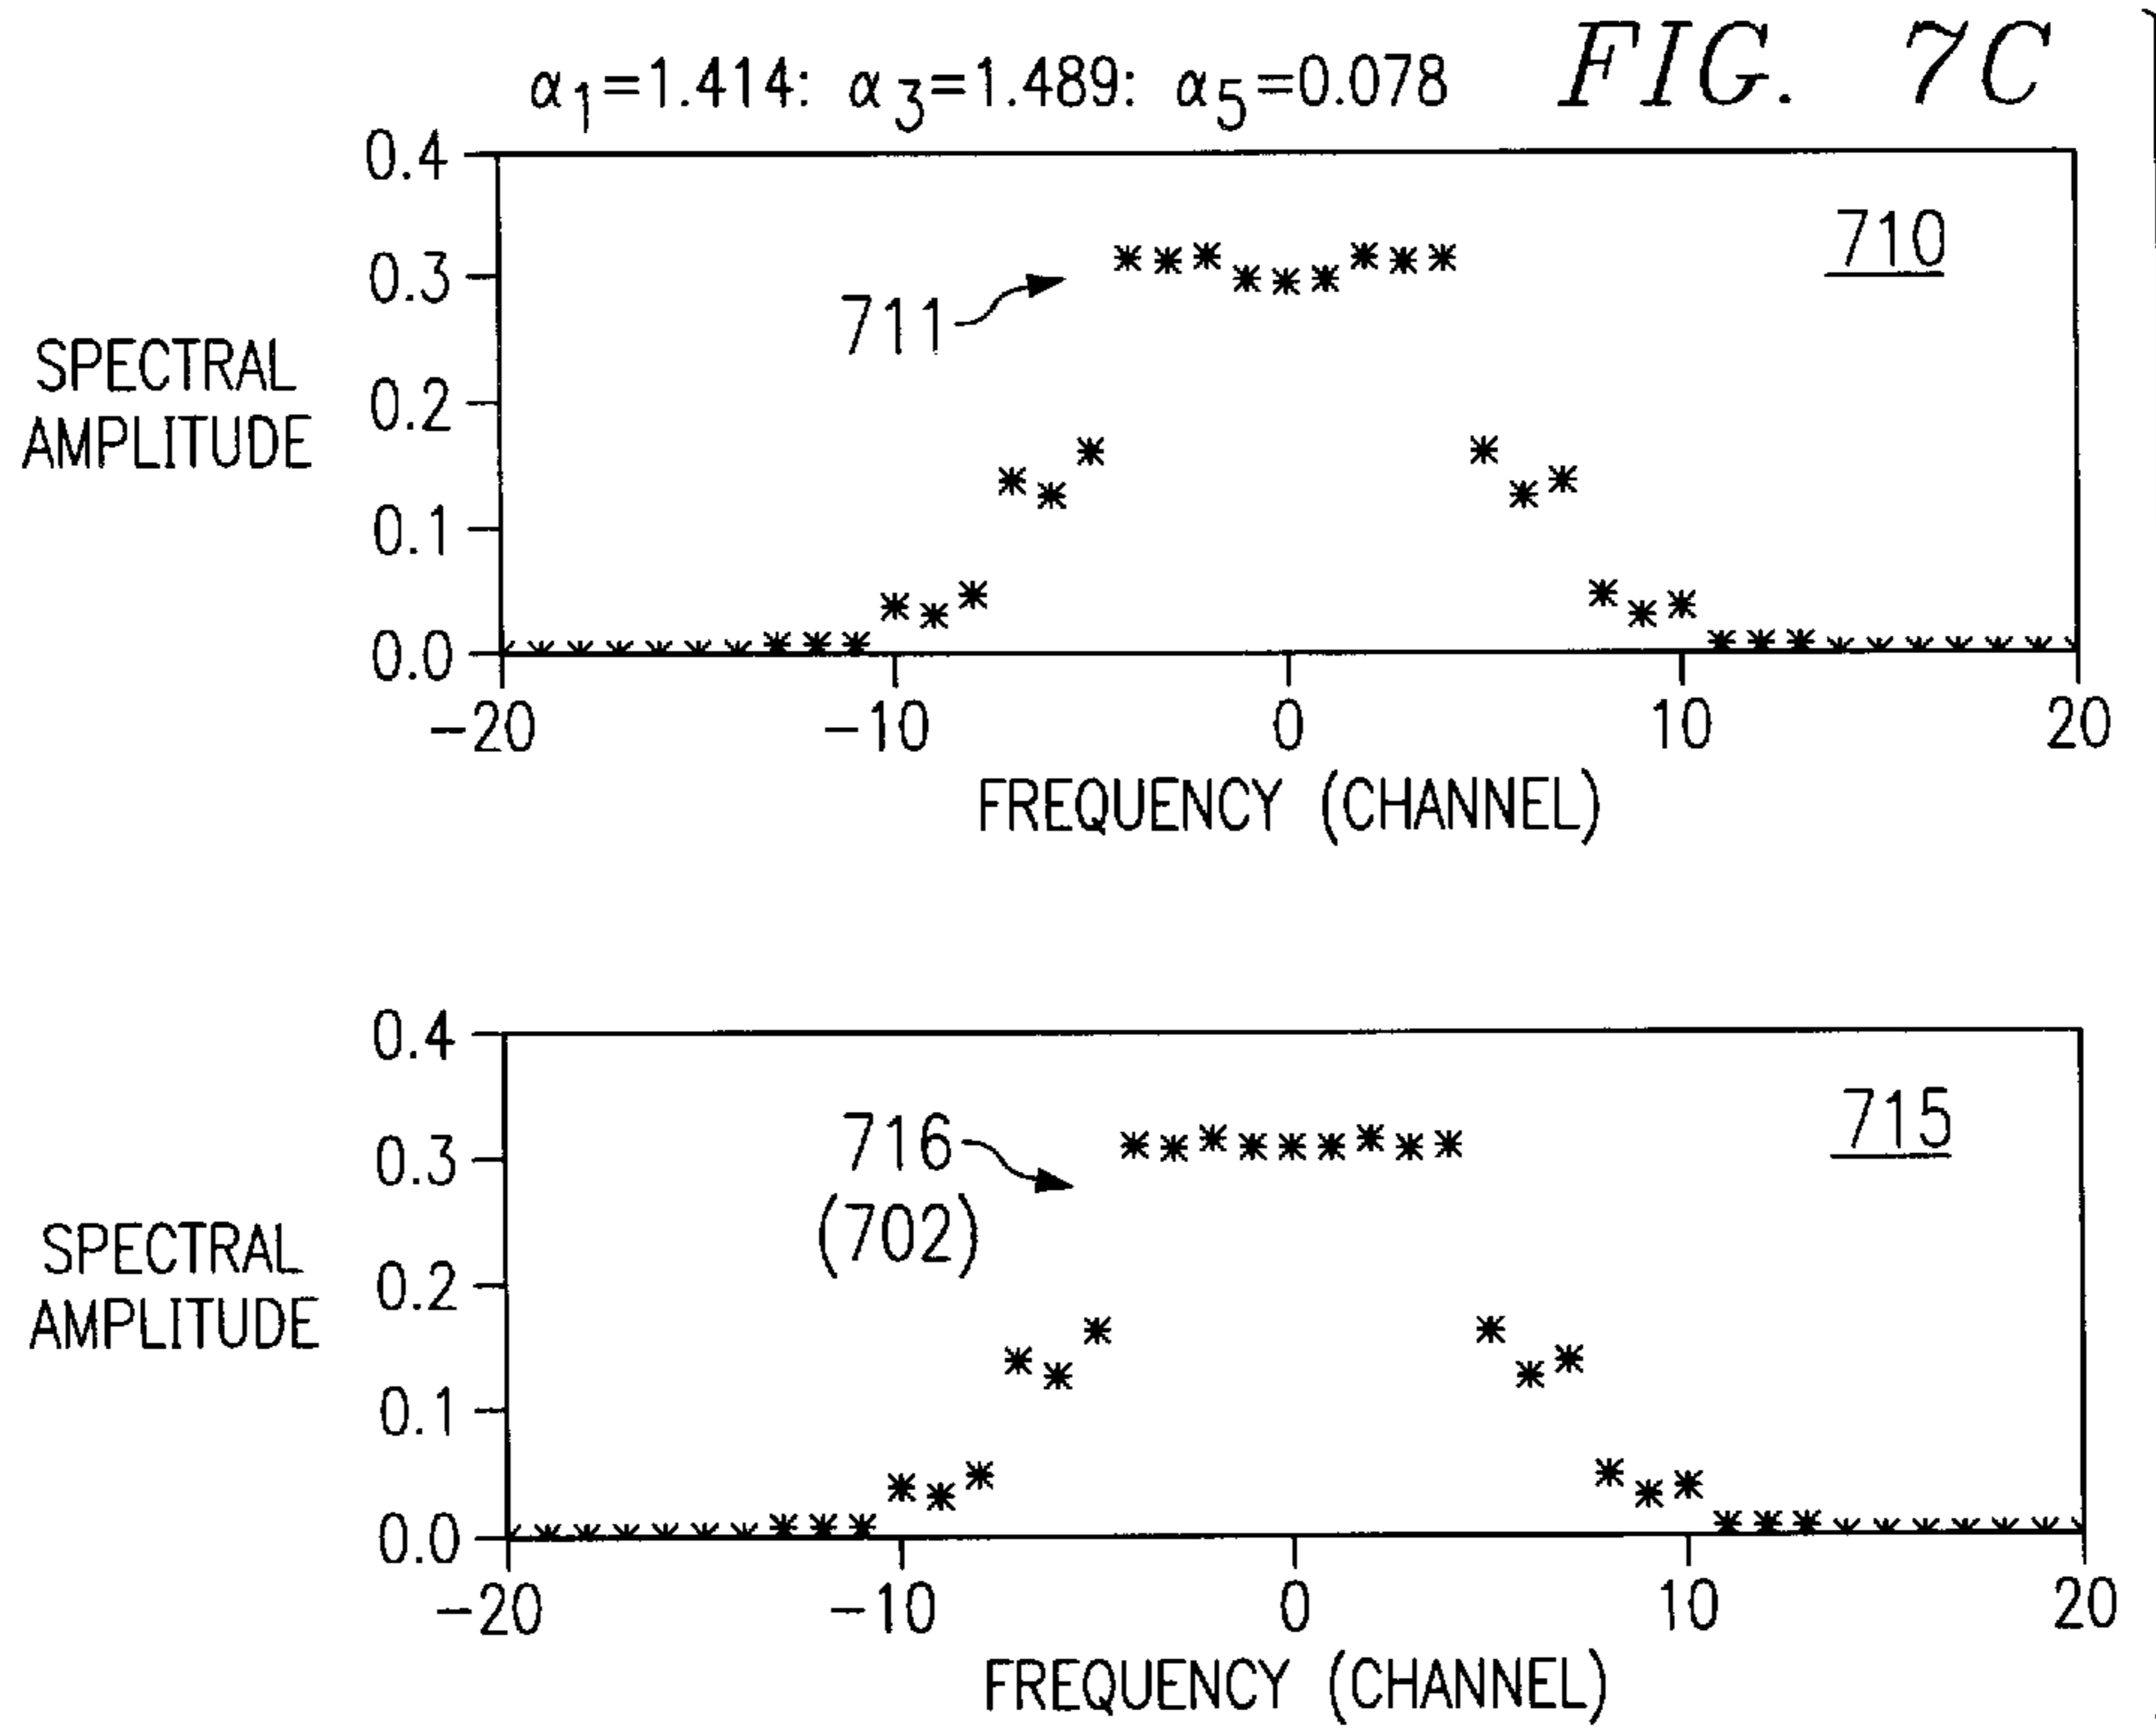 FIG. 7C
α1=1.414: α3=1.489: α5=0.078
0.4
0.3
0.2
0.1
0.0
SPECTRAL
AMPLITUDE
710
711
-20 -10 0 10 20
FREQUENCY (CHANNEL)
0.4
0.3
0.2
0.1
0.0
SPECTRAL
AMPLITUDE
715
716
(702)
-20 -10 0 10 20
FREQUENCY (CHANNEL)